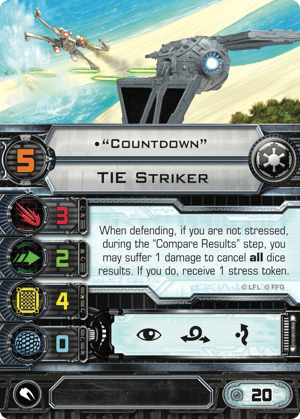 •“Countdown”
5
TIE Striker
3
When defending, if you are not stressed,
during the “Compare Results” step, you
may suffer 1 damage to cancel all dice
results. If you do, receive 1 stress token.
2
© LFL © FFG
4
0
20